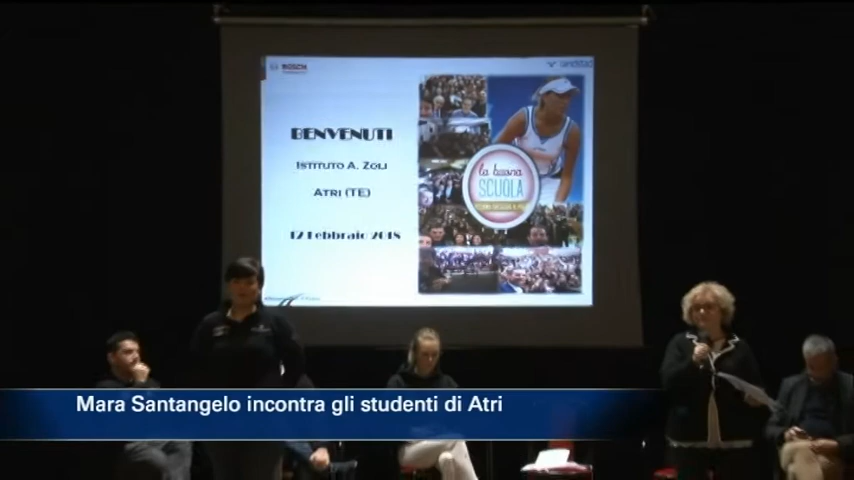 BOSCH
randstad
BENVENUTI
ISTITUTO A. ZOLI
ATRI (TE)
12 Febbraio 2018
la buona
SCUOLA
Mara Santangelo incontra gli studenti di Atri